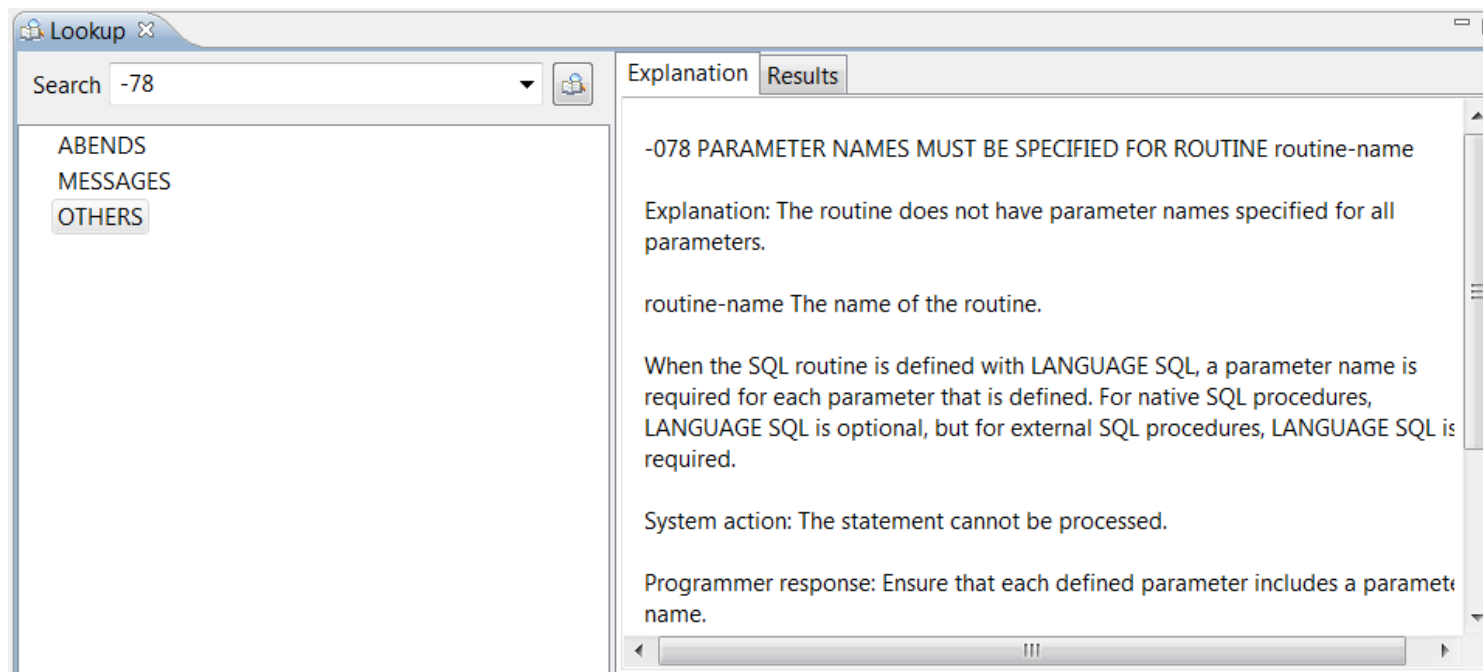 Lookup
Search -78
ABENDS
MESSAGES
OTHERS
Explanation Results
-078 PARAMETER NAMES MUST BE SPECIFIED FOR ROUTINE routine-name
Explanation: The routine does not have parameter names specified for all
parameters.
routine-name The name of the routine.
When the SQL routine is defined with LANGUAGE SQL, a parameter name is
required for each parameter that is defined. For native SQL procedures,
LANGUAGE SQL is optional, but for external SQL procedures, LANGUAGE SQL is
required.
System action: The statement cannot be processed.
Programmer response: Ensure that each defined parameter includes a paramete
name.